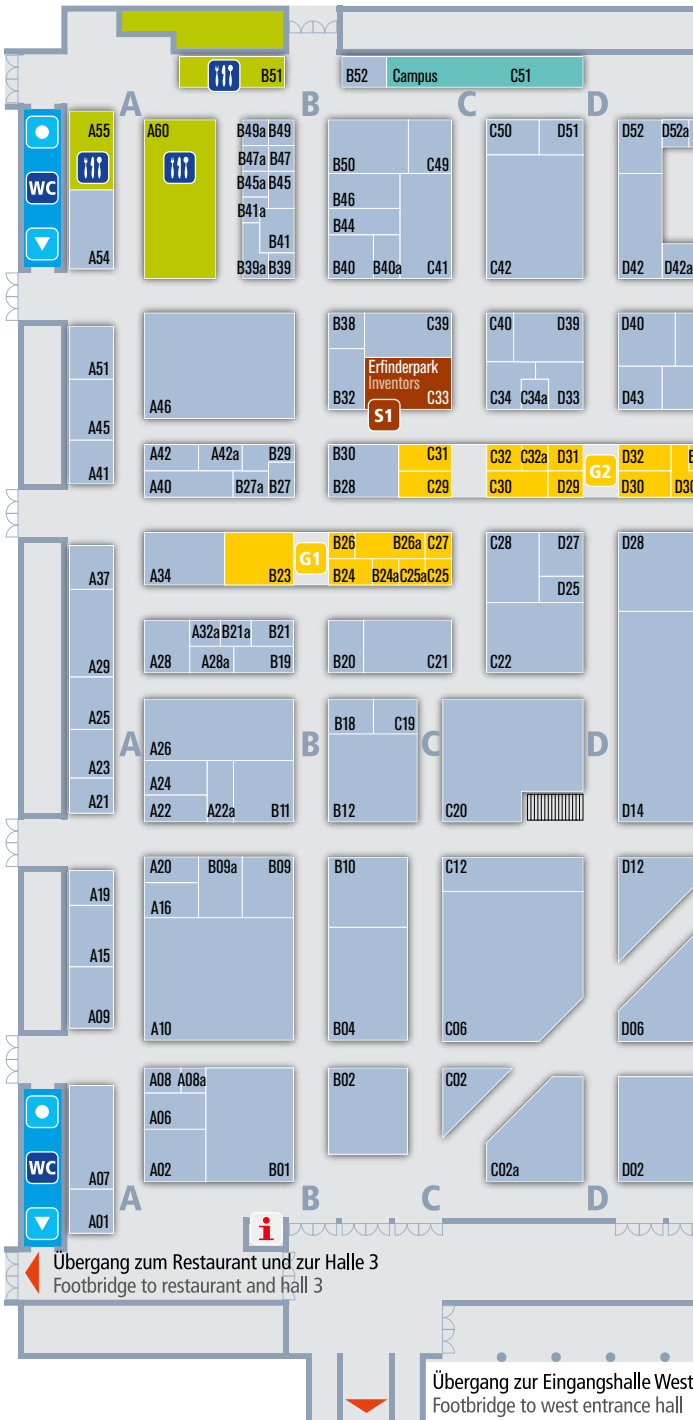 B51
B52 Campus C51
A B C D
A55 A60 B49a B49 C50 D51 D52 D52a
B47a B47 B50 C49
WC
B45a B45 B46
B41a B44
A54 B41
B39a B39 B40 B40a C41 C42 D42 D42a
B38 C39 C40 D39 D40
A51 Erfinderpark
Inventors
A46 B32 C33 C34 C34a D33 D43
S1
A45
A42 A42a B29 B30 C31 C32 C32a D31 D32
A41 G2
A40 B27a B27 B28 C29 C30 D29 D30
B26 B26a C27 C28 D27 D28
G1
A37 A34 B23 B24 B24a C25a C25
D25
A32a B21a B21
A29 A28 A28a B19 B20 C21 C22
A25 B18 C19
A B C D
A26
A23 A24
A21 A22 A22a B11 B12 C20 D14
A20 B09a B09 B10 C12 D12
A19 A16
A15
A09 A10 B04 C06 D06
A08 A08a B02 C02
A06
WC
A07 A02 B01 C02a D02
A B C D
A01
i
Übergang zum Restaurant und zur Halle 3
Footbridge to restaurant and hall 3
Übergang zur Eingangshalle West
Footbridge to west entrance hall